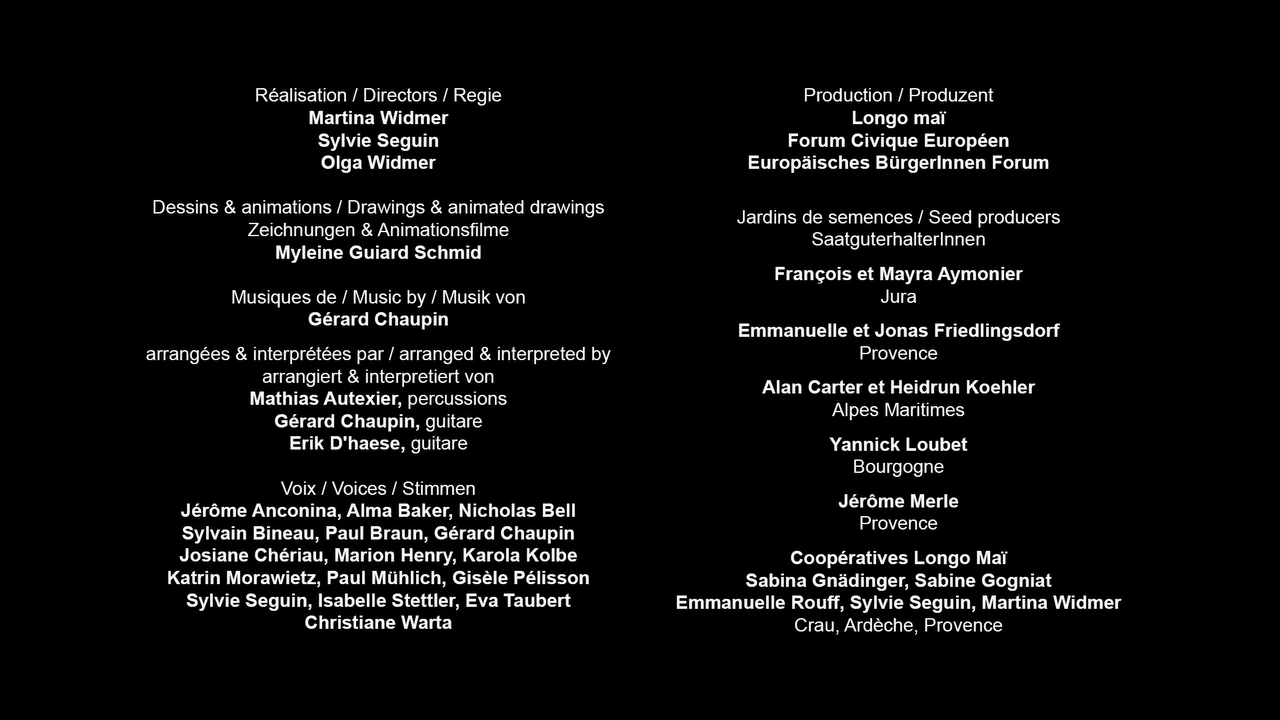 Réalisation / Directors / Regie
Martina Widmer
Sylvie Seguin
Olga Widmer
Dessins & animations / Drawings & animated drawings
Zeichnungen & Animationsfilme
Myleine Guiard Schmid
Musiques de / Music by / Musik von
Gérard Chaupin
arrangées & interprétées par / arranged & interpreted by
arrangiert & interpretiert von
Mathias Autexier, percussions
Gérard Chaupin, guitare
Erik D'haese, guitare
Voix / Voices / Stimmen
Jérôme Anconina, Alma Baker, Nicholas Bell
Sylvain Bineau, Paul Braun, Gérard Chaupin
Josiane Chériau, Marion Henry, Karola Kolbe
Katrin Morawietz, Paul Mühlich, Gisèle Pélisson
Sylvie Seguin, Isabelle Stettler, Eva Taubert
Christiane Warta
Production / Produzent
Longo maï
Forum Civique Européen
Europäisches BürgerInnen Forum
Jardins de semences / Seed producers
SaatguterhalterInnen
François et Mayra Aymonier
Jura
Emmanuelle et Jonas Friedlingsdorf
Provence
Alan Carter et Heidrun Koehler
Alpes Maritimes
Yannick Loubet
Bourgogne
Jérôme Merle
Provence
Coopératives Longo Maï
Sabina Gnädinger, Sabine Gogniat
Emmanuelle Rouff, Sylvie Seguin, Martina Widmer
Crau, Ardèche, Provence